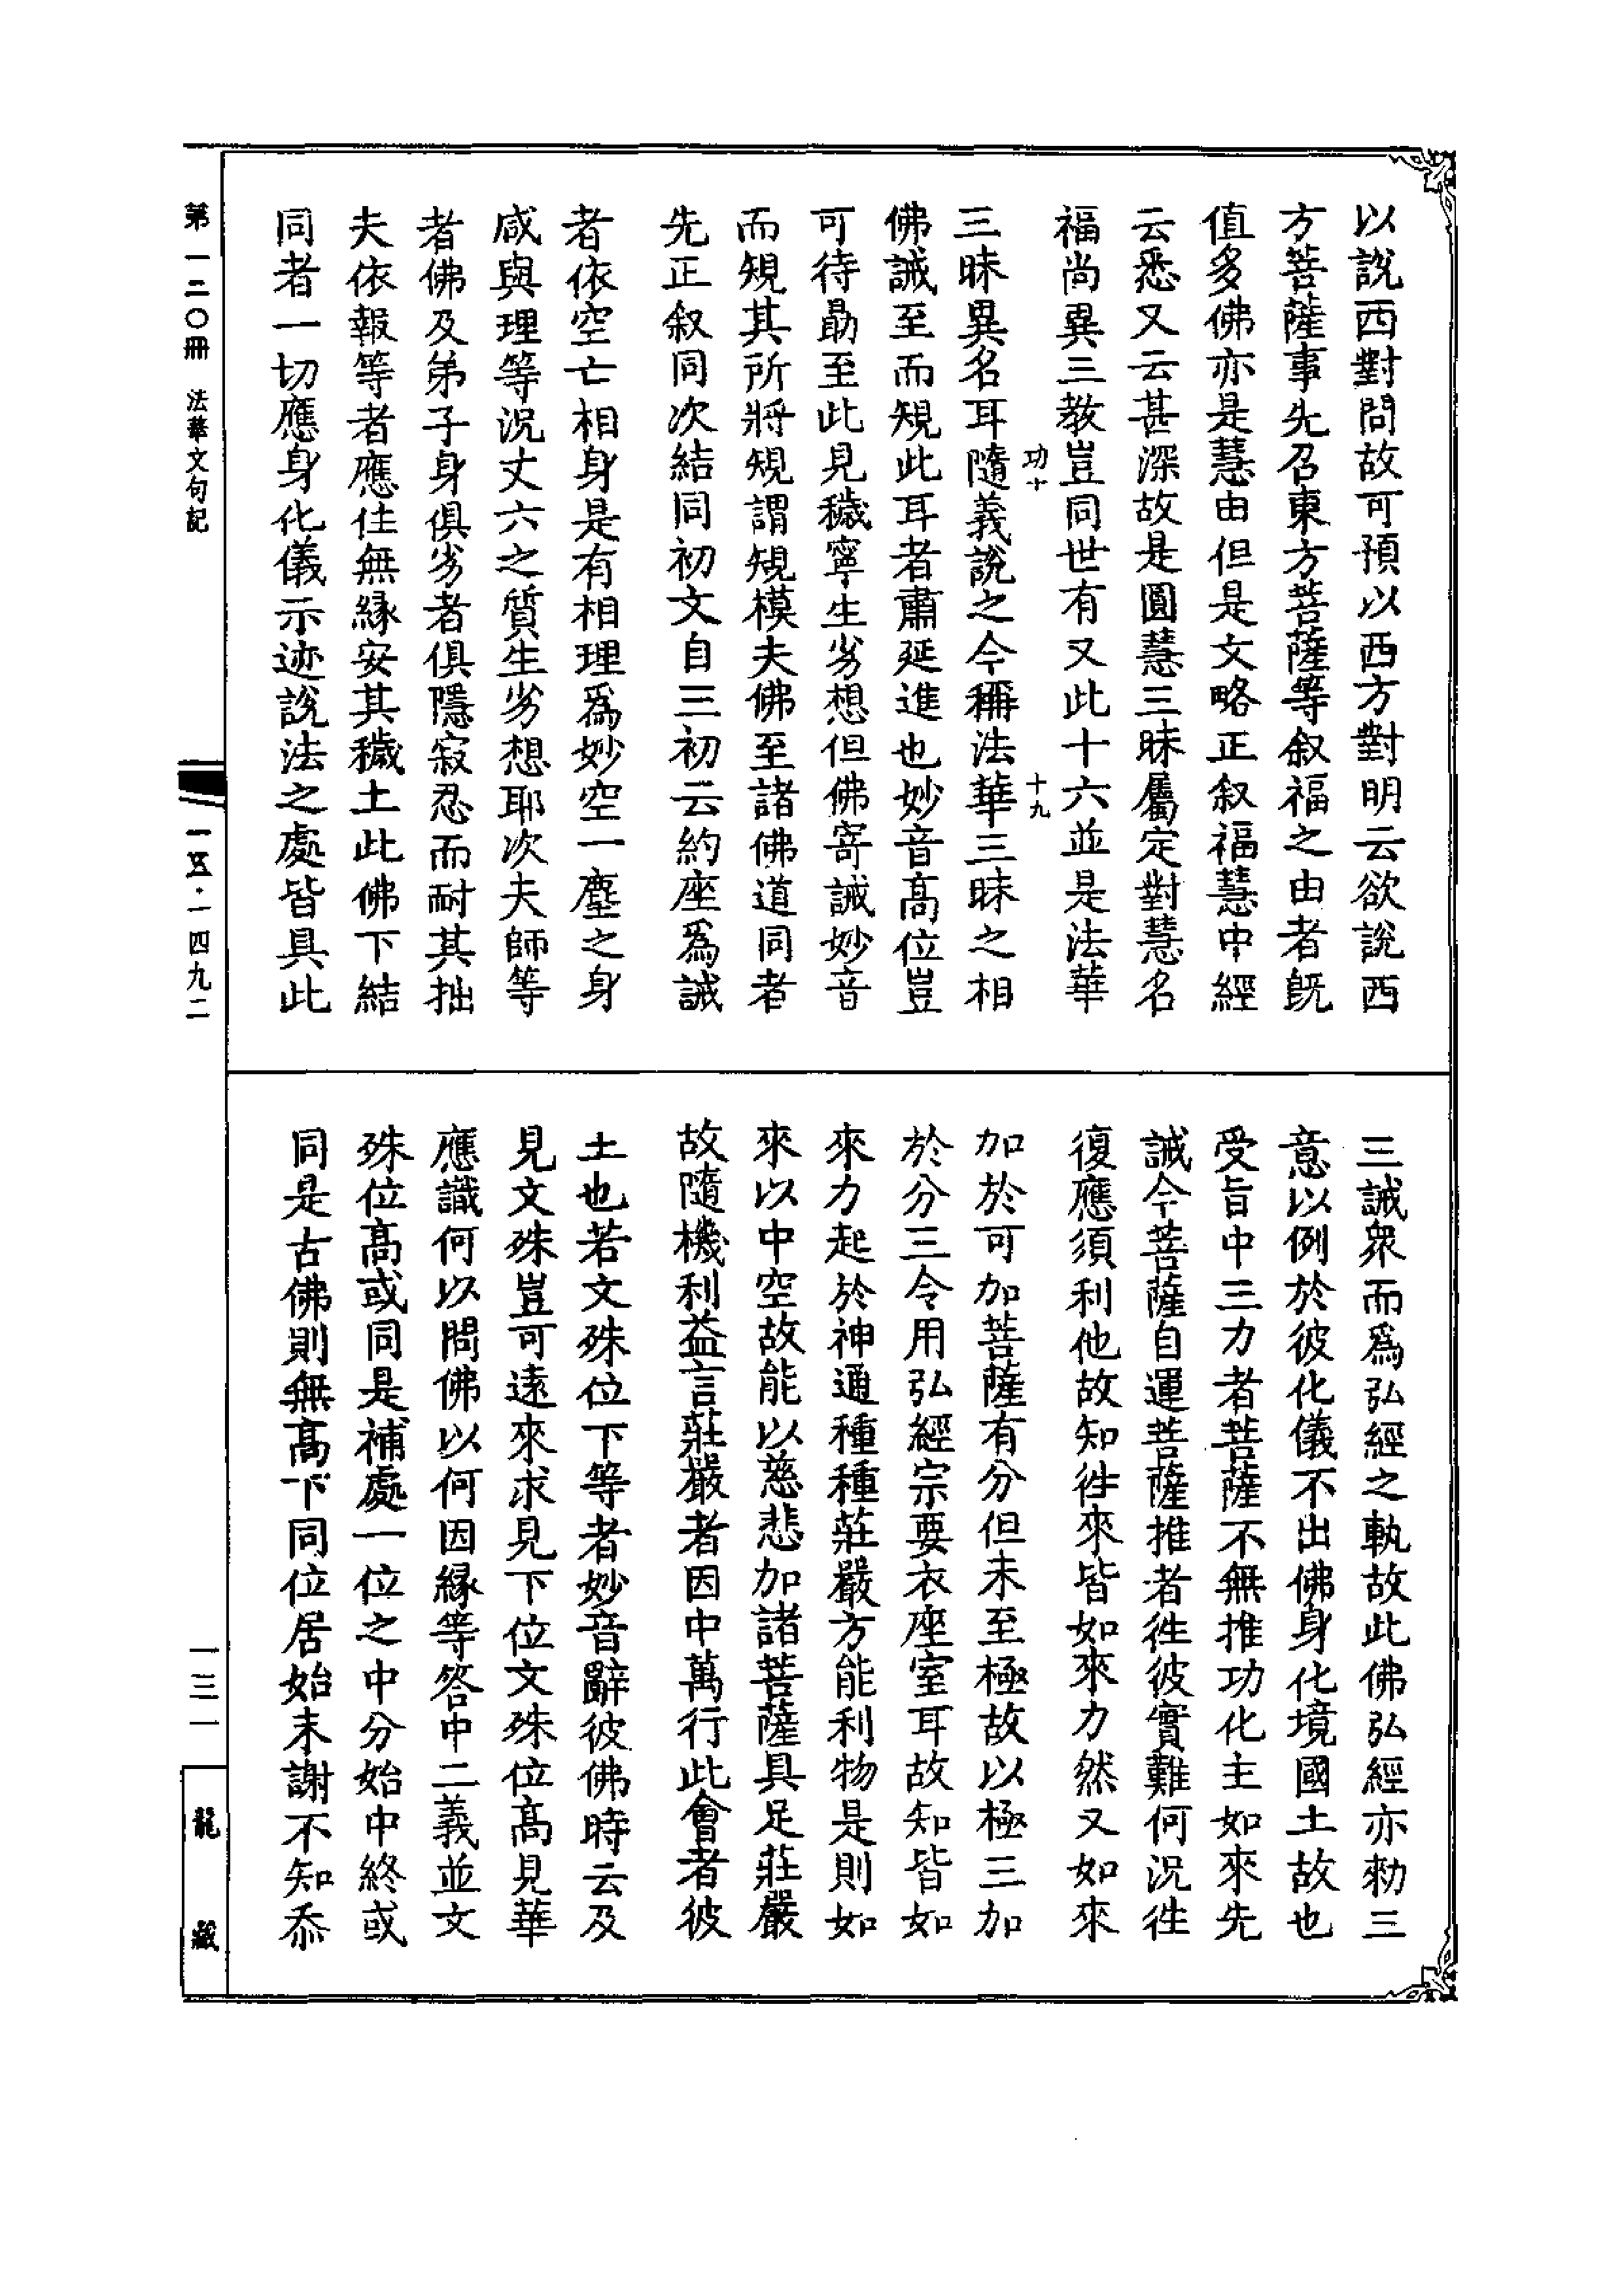 以說西對問故可預以西方對明云欲說西
方菩薩事先召東方菩薩等叙福之由者旣
值多佛亦是慧由但是文略正叙福慧中經
云悉又云甚深故是圓慧三昧屬定對慧名
福尚異三教豈同世有又此十六並是法華
功十
十九
三昧異名耳隨義說之今稱法華三昧之相
佛誡至而規此耳者肅延進也妙音高位豈
可待勗至此見穢寧生劣想但佛寄誡妙音
而規其所將規謂規模夫佛至諸佛道同者
先正叙同次結同初文自三初云約座爲誡
者依空亡相身是有相理爲妙空一塵之身
咸與理等況丈六之質生劣想耶次夫師等
者佛及弟子身俱劣者俱隱寂忍而耐其拙
夫依報等者應住無緣安其穢土此佛下結
同者一切應身化儀示迹說法之處皆具此
三誡眾而爲弘經之軌故此佛弘經亦勑三
意以例於彼化儀不出佛身化境國土故也
受旨中三力者菩薩不無推功化主如來先
誡今菩薩自運菩薩推者徃彼實難何況徃
復應須利他故知徃來皆如來力然又如來
加於可加菩薩有分但未至極故以極三加
於分三令用弘經宗要衣座室耳故知皆如
來力起於神通種種莊嚴方能利物是則如
來以中空故能以慈悲加諸菩薩具足莊嚴
故隨機利益言莊嚴者因中萬行此會者彼
土也若文殊位下等者妙音辭彼佛時云及
見文殊豈可遠來求見下位文殊位高見華
應識何以問佛以何因緣等答中二義並文
殊位高或同是補處一位之中分始中終或
同是古佛則無高下同位居始末謝不知忝
第一二〇冊 法華文句記
一五·一四九二
一三一
龍藏